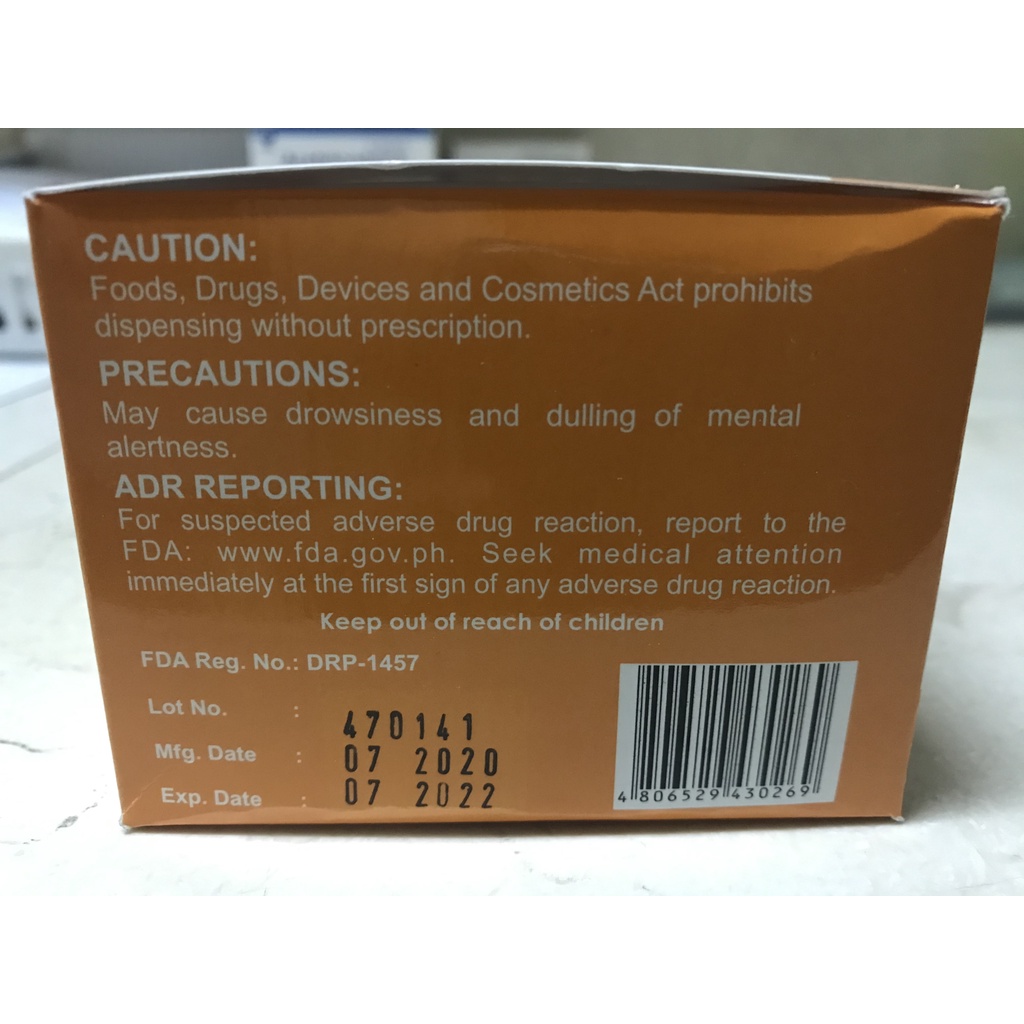 CAUTION:
Foods, Drugs, Devices and Cosmetics Act prohibits
dispensing without prescription.
PRECAUTIONS:
May cause drowsiness and dulling of mental
alertness.
ADR REPORTING:
For suspected adverse drug reaction, report to the
FDA: www.fda.gov.ph. Seek medical attention
immediately at the first sign of any adverse drug reaction.
Keep out of reach of children
FDA Reg. No.: DRP-1457
Lot No. : 470141
Mfg. Date : 07 2020
Exp. Date : 07 2022
4 806529 430269